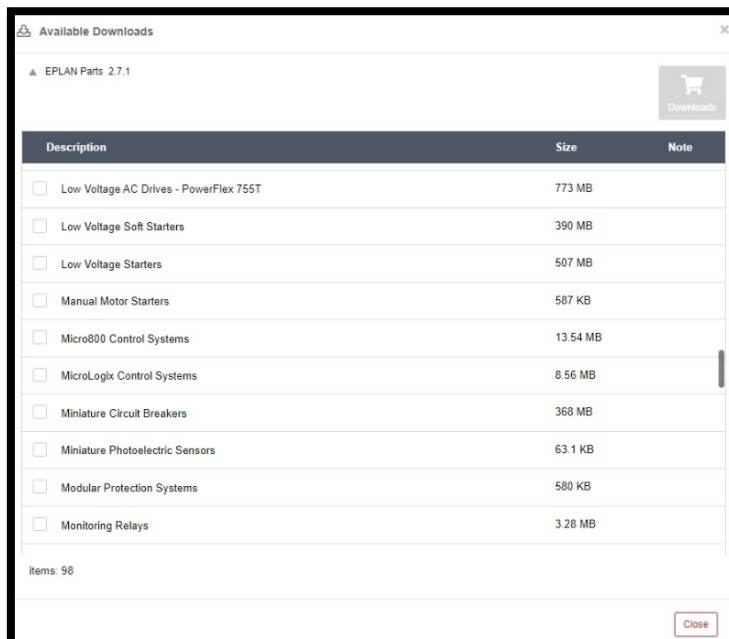 Available Downloads
EPLAN Parts 2.7.1
Downloads
Description Size Note
Low Voltage AC Drives - PowerFlex 755T 773 MB
Low Voltage Soft Starters 390 MB
Low Voltage Starters 507 MB
Manual Motor Starters 587 KB
Micro800 Control Systems 13.54 MB
MicroLogix Control Systems 8.56 MB
Miniature Circuit Breakers 368 MB
Miniature Photoelectric Sensors 63.1 KB
Modular Protection Systems 580 KB
Monitoring Relays 3.28 MB
items: 98
Close